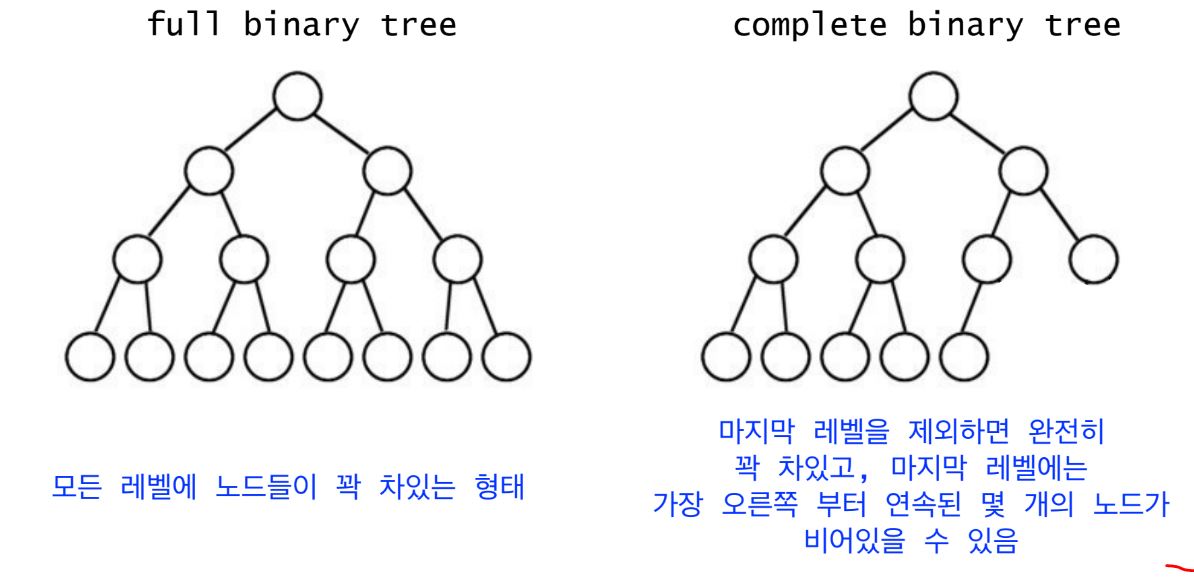 full binary tree
complete binary tree
모든 레벨에 노드들이 꽉 차있는 형태
마지막 레벨을 제외하면 완전히
꽉 차있고, 마지막 레벨에는
가장 오른쪽 부터 연속된 몇 개의 노드가
비어있을 수 있음